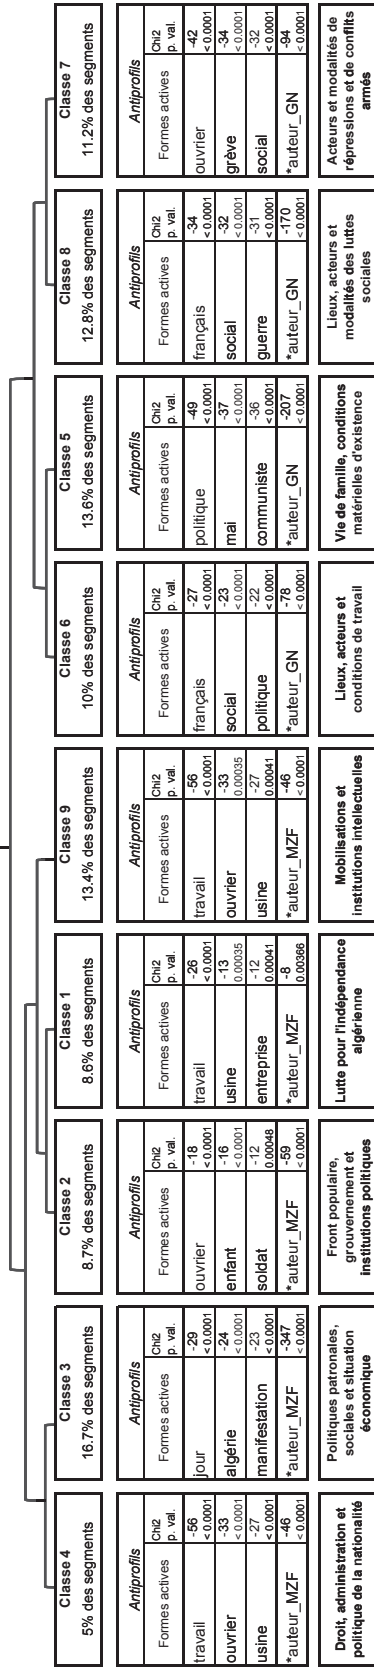 Classe 4
5% des segments
Antiprofils
Formes actives
Chi2
p. val.
travail
-56
< 0.0001
ouvrier
-33
< 0.0001
usine
-27
< 0.0001
*auteur_MZF
-46
< 0.0001
Droit, administration et
politique de la nationalité
Classe 3
16.7% des segments
Antiprofils
Formes actives
Chi2
p. val.
jour
-29
< 0.0001
algérie
-24
< 0.0001
manifestation
-23
< 0.0001
*auteur_MZF
-347
< 0.0001
Politiques patronales,
sociales et situation
économique
Classe 2
8.7% des segments
Antiprofils
Formes actives
Chi2
p. val.
ouvrier
-18
< 0.0001
enfant
-16
< 0.0001
soldat
-12
0.00048
*auteur_MZF
-59
< 0.0001
Front populaire,
grouvernement et
institutions politiques
Classe 1
8.6% des segments
Antiprofils
Formes actives
Chi2
p. val.
travail
-26
< 0.0001
usine
-13
0.00035
entreprise
-12
0.00041
*auteur_MZF
-8
0.00366
Lutte pour l'indépendance
algérienne
Classe 9
13.4% des segments
Antiprofils
Formes actives
Chi2
p. val.
travail
-56
< 0.0001
ouvrier
-33
0.00035
usine
-27
0.00041
*auteur_MZF
-46
< 0.0001
Mobilisations et
institutions intellectuelles
Classe 6
10% des segments
Antiprofils
Formes actives
Chi2
p. val.
français
-27
< 0.0001
social
-23
< 0.0001
politique
-22
< 0.0001
*auteur_GN
-78
< 0.0001
Lieux, acteurs et
conditions de travail
Classe 5
13.6% des segments
Antiprofils
Formes actives
Chi2
p. val.
politique
-49
< 0.0001
mai
-37
< 0.0001
communiste
-36
< 0.0001
*auteur_GN
-207
< 0.0001
Vie de famille, conditions
matérielles d'existence
Classe 8
12.8% des segments
Antiprofils
Formes actives
Chi2
p. val.
français
-34
< 0.0001
social
-32
< 0.0001
guerre
-31
< 0.0001
*auteur_GN
-170
< 0.0001
Lieux, acteurs et
modalités des luttes
sociales
Classe 7
11.2% des segments
Antiprofils
Formes actives
Chi2
p. val.
ouvrier
-42
< 0.0001
grève
-34
< 0.0001
social
-32
< 0.0001
*auteur_GN
-94
< 0.0001
Acteurs et modalités de
répressions et de conflits
armés